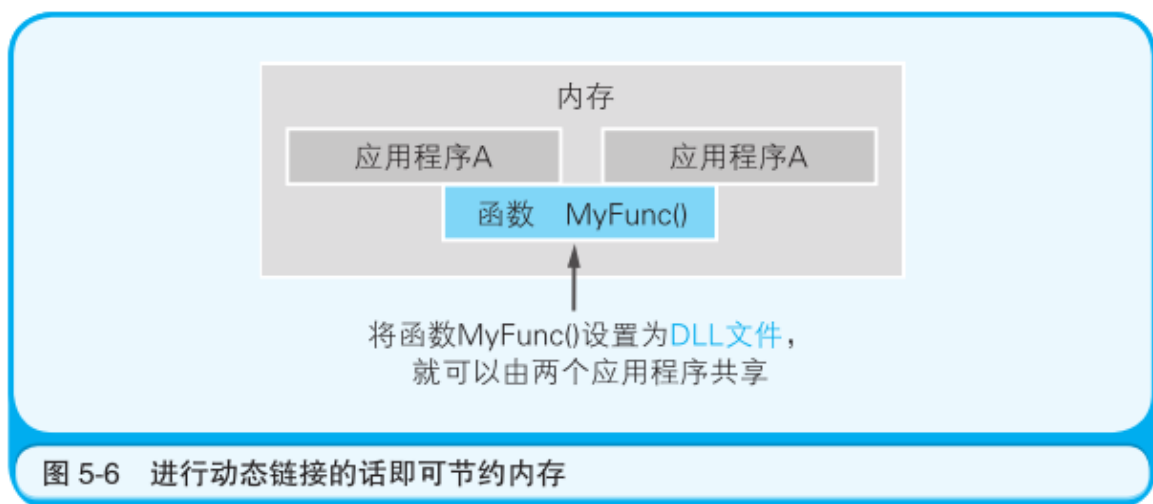 内存
应用程序A 应用程序A
函数 MyFunc()
将函数MyFunc()设置为DLL文件，
就可以由两个应用程序共享
图 5-6 进行动态链接的话即可节约内存